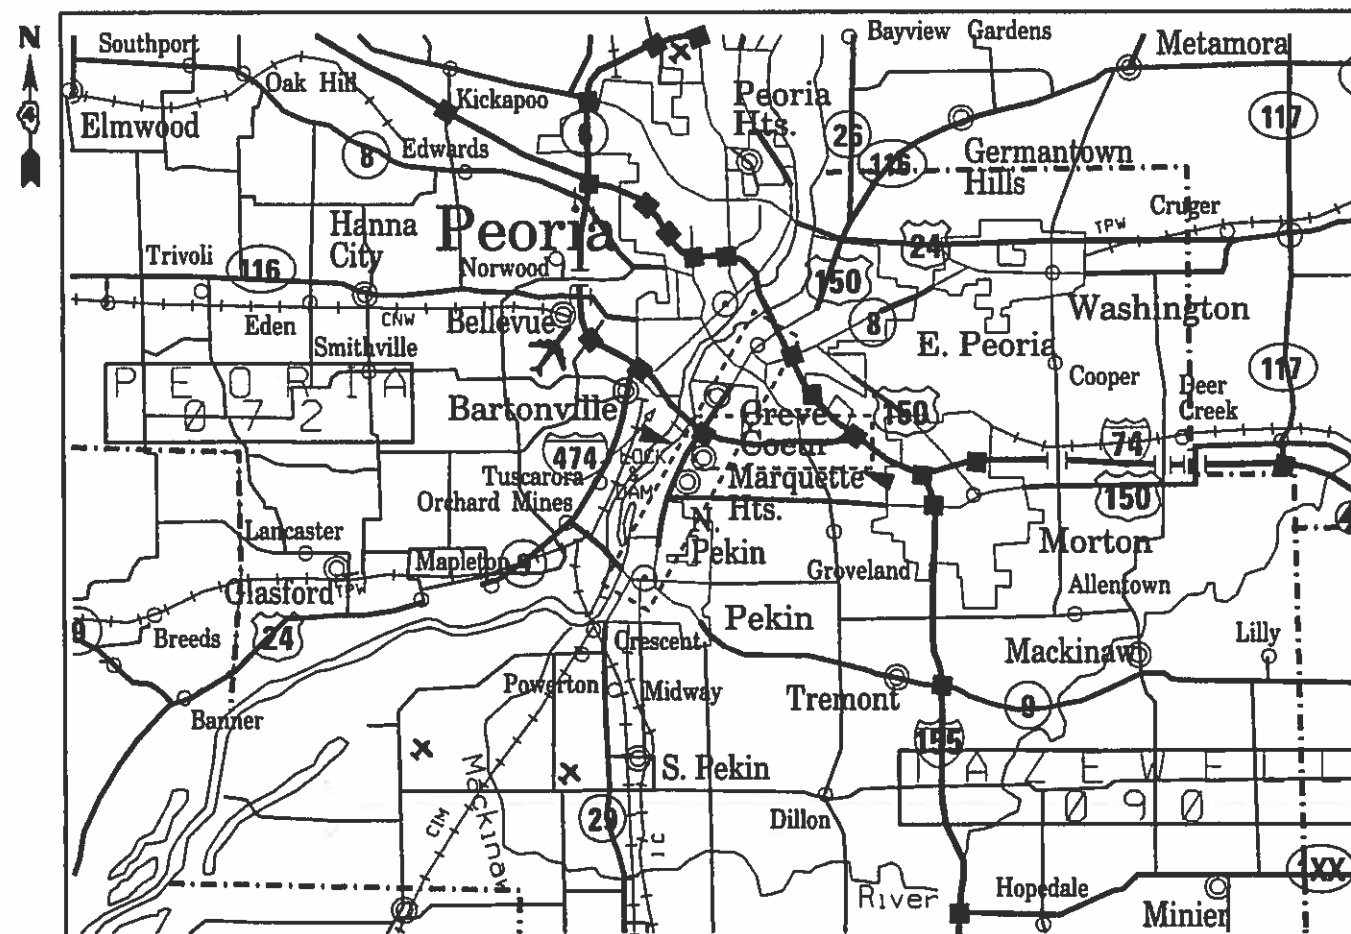 N
4
Southport
Oak Hill
Elmwood
Kickapoo
Edwards
8
6
Peoria
Hts.
Bayview Gardens
Metamora
26
116
117
Germantown
Hills
Cruger
TPW
24
Hanna
City
Peoria
Norwood
Trivoli
116
Eden
CNW
Smithville
Bellevue
150
8
Washington
E. Peoria
Cooper
117
Deer
Creek
PEORIA
072
Bartonville
Creve
Coeur
150
74
474
LOCK
&
DAM
Tuscarora
Orchard Mines
Marquette
Hts.
150
N.
Pekin
Morton
Lancaster
Mapleton
9
Groveland
Allentown
Glasford
TPW
Pekin
9
Breeds
24
Crescent
Mackinaw
Lilly
Powerton
Midway
Tremont
9
Banner
155
S. Pekin
TAZEWELL
090
Mackinaw
CIM
29
IC
Dillon
River
Hopedale
Minier
XX